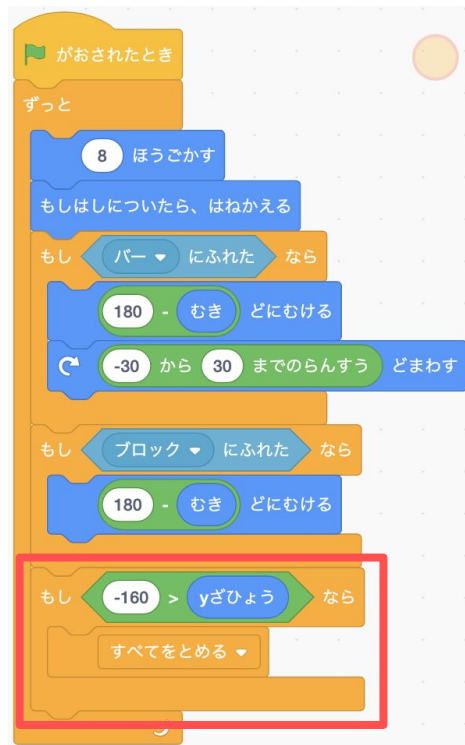 がおされたとき
ずっと
8 ほうごかす
もしはしについたら、はねかえる
もし バー にふれた なら
180 - むき どにむける
-30 から 30 までのらんすう どまわす
もし ブロック にふれた なら
180 - むき どにむける
もし -160 > yざひょう なら
すべてをとめる